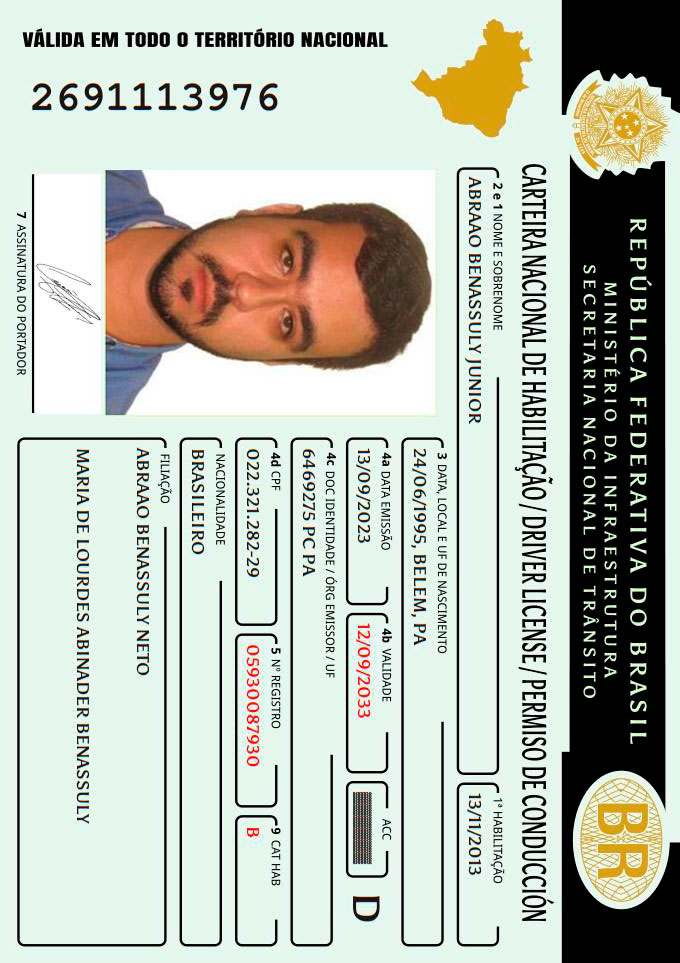 REPÚBLICA FEDERATIVA DO BRASIL
MINISTÉRIO DA INFRAESTRUTURA
SECRETARIA NACIONAL DE TRÂNSITO
BR
CARTEIRA NACIONAL DE HABILITAÇÃO / DRIVER LICENSE / PERMISO DE CONDUCCIÓN
2 e 1 NOME E SOBRENOME
ABRAAO BENASSULY JUNIOR
1ª HABILITAÇÃO
13/11/2013
3 DATA, LOCAL E UF DE NASCIMENTO
24/06/1995, BELEM, PA
4a DATA EMISSÃO
13/09/2023
4b VALIDADE
12/09/2033
ACC
D
4c DOC IDENTIDADE / ÓRG EMISSOR / UF
6469275 PC PA
4d CPF
022.321.282-29
5 Nº REGISTRO
05930087930
9 CAT HAB
B
NACIONALIDADE
BRASILEIRO
FILIAÇÃO
ABRAAO BENASSULY NETO
MARIA DE LOURDES ABINADER BENASSULY
7 ASSINATURA DO PORTADOR
VÁLIDA EM TODO O TERRITÓRIO NACIONAL
2691113976